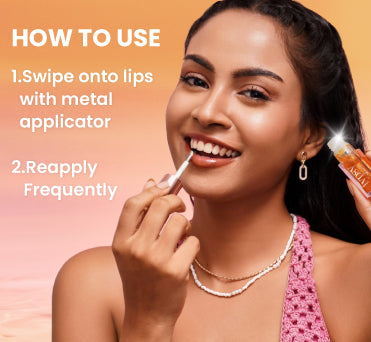 HOW TO USE
1.Swipe onto lips
with metal
applicator
2.Reapply
Frequently